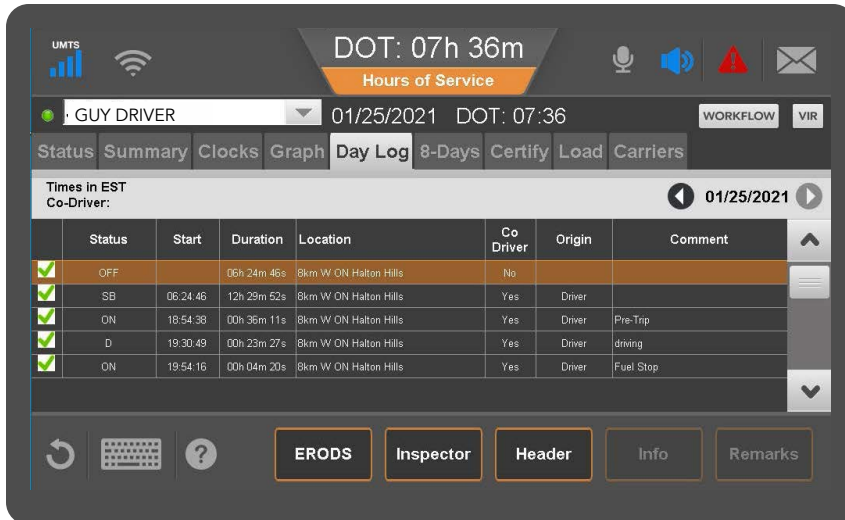 UMTS
DOT: 07h 36m
Hours of Service
GUY DRIVER
01/25/2021 DOT: 07:36
WORKFLOW VIR
Status Summary Clocks Graph Day Log 8-Days Certify Load Carriers
Times in EST
Co-Driver:
01/25/2021
Status Start Duration Location Co Driver Origin Comment
OFF 06h 24m 46s 8km W ON Halton Hills No
SB 06:24:46 12h 29m 52s 8km W ON Halton Hills Yes Driver
ON 18:54:38 00h 36m 11s 8km W ON Halton Hills Yes Driver Pre-Trip
D 19:30:49 00h 23m 27s 8km W ON Halton Hills Yes Driver driving
ON 19:54:16 00h 04m 20s 8km W ON Halton Hills Yes Driver Fuel Stop
? ERODS Inspector Header Info Remarks